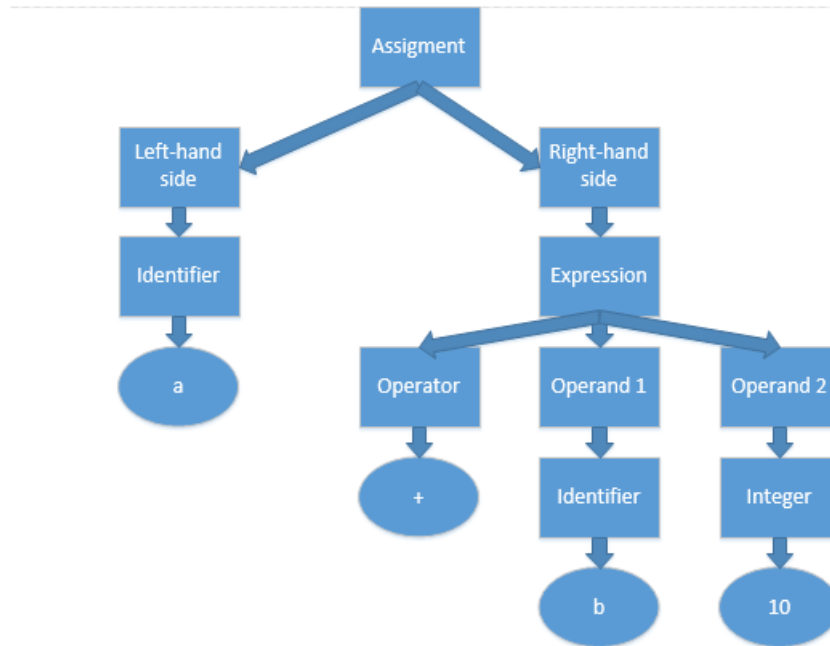 Assigment
Left-hand
side
Right-hand
side
Identifier
Expression
a
Operator
Operand 1
Operand 2
+
Identifier
Integer
b
10